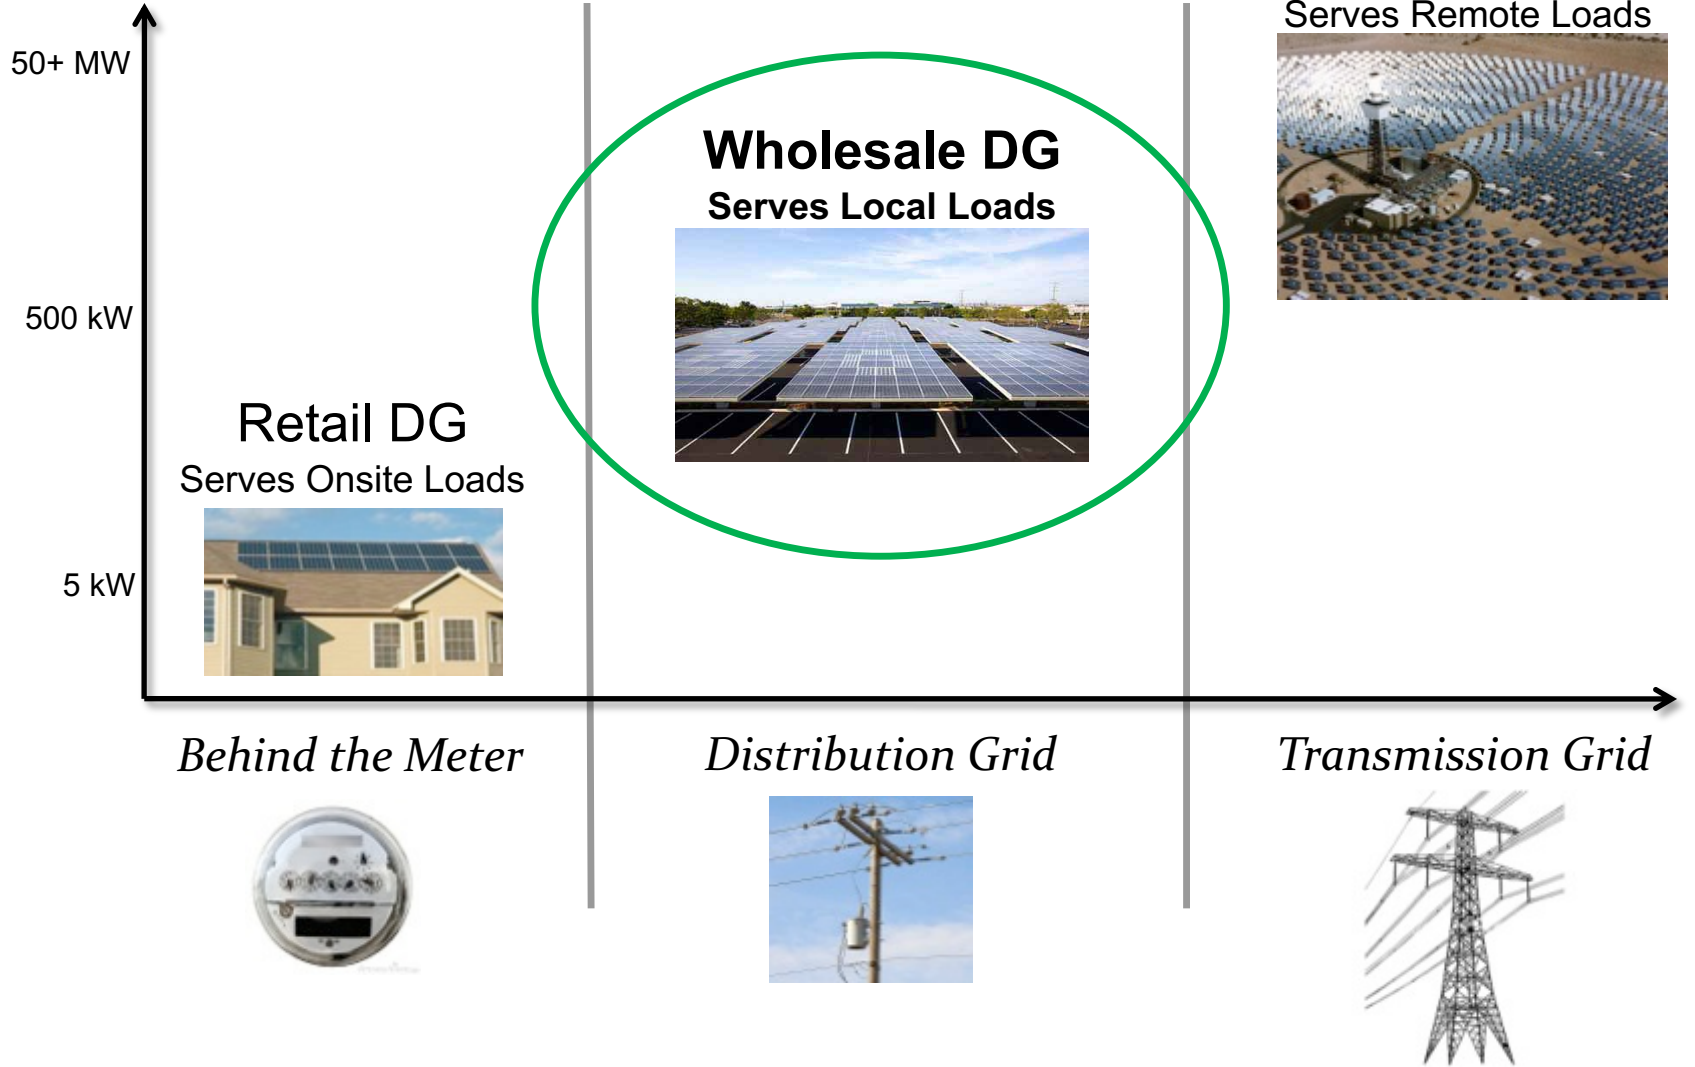 Serves Remote Loads
50+ MW
Wholesale DG
Serves Local Loads
500 kW
Retail DG
Serves Onsite Loads
5 kW
Behind the Meter
Distribution Grid
Transmission Grid